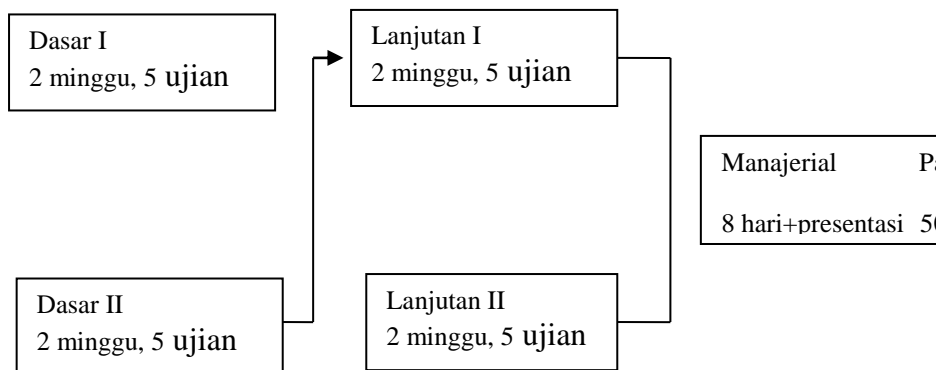 Dasar I
2 minggu, 5 ujian
Lanjutan I
2 minggu, 5 ujian
Manajerial
8 hari+presentasi
Dasar II
2 minggu, 5 ujian
Lanjutan II
2 minggu, 5 ujian